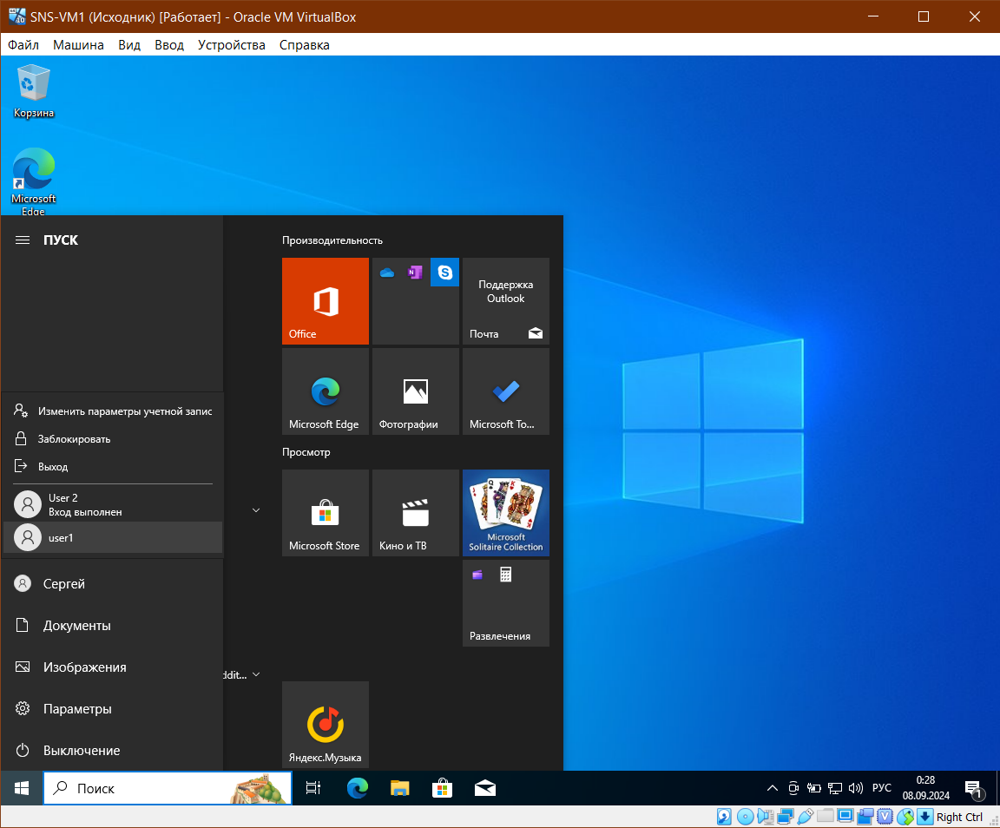 SNS-VM1 (Исходник) [Работает] - Oracle VM VirtualBox
Файл Машина Вид Ввод Устройства Справка
Корзина
Microsoft
Edge
ПУСК
Изменить параметры учетной запис
Заблокировать
Выход
User 2
Вход выполнен
user1
Сергей
Документы
Изображения
Параметры
Выключение
ddit...
Производительность
Office
Поддержка
Outlook
Почта
Microsoft Edge
Фотографии
Microsoft To...
Просмотр
Microsoft Store
Кино и ТВ
Microsoft
Solitaire Collection
Развлечения
Яндекс.Музыка
Поиск
РУС
0:28
08.09.2024
1
Right Ctrl